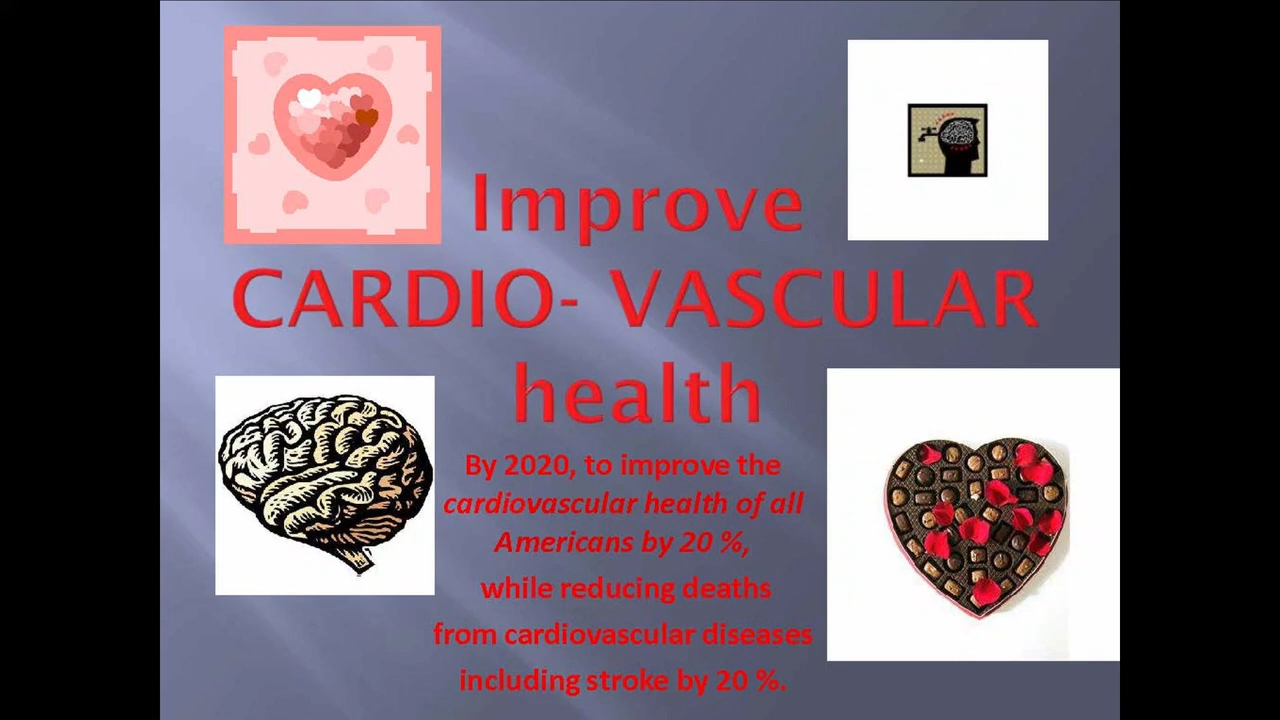 Improve
CARDIO- VASCULAR
health
By 2020, to improve the
cardiovascular health of all
Americans by 20 %,
while reducing deaths
from cardiovascular diseases
including stroke by 20 %.